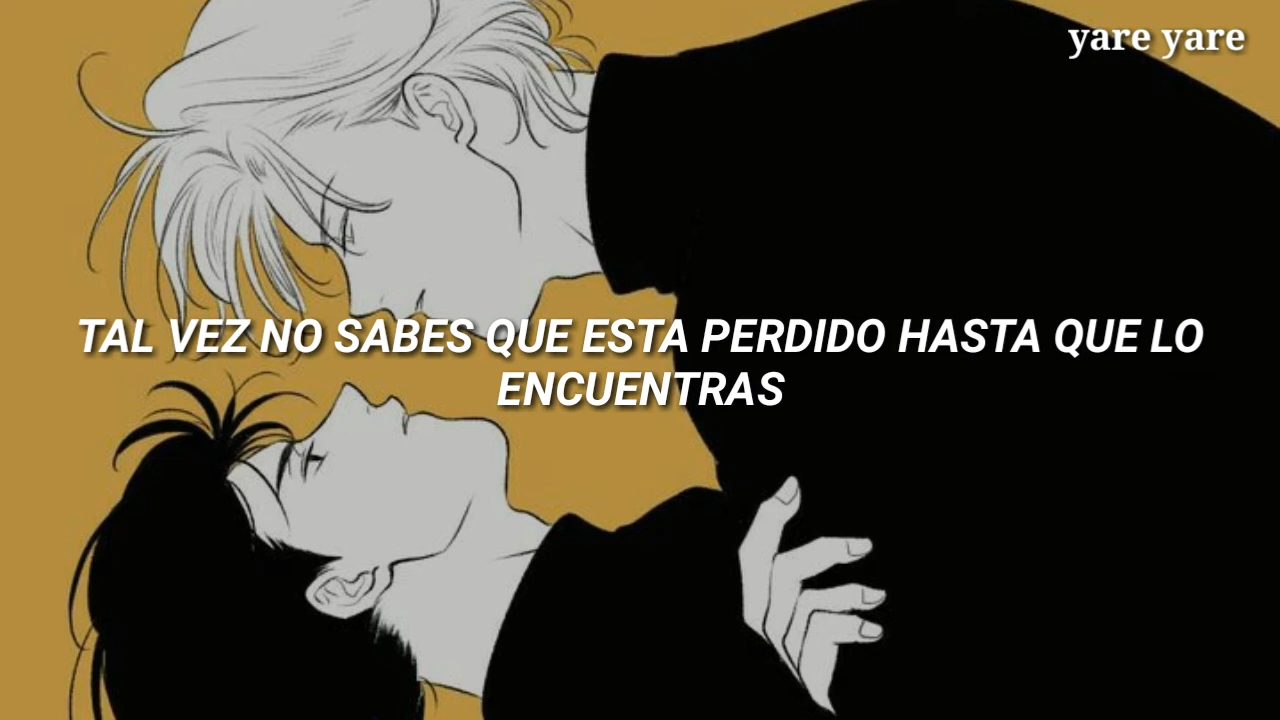 yare yare
TAL VEZ NO SABES QUE ESTA PERDIDO HASTA QUE LO
ENCUENTRAS